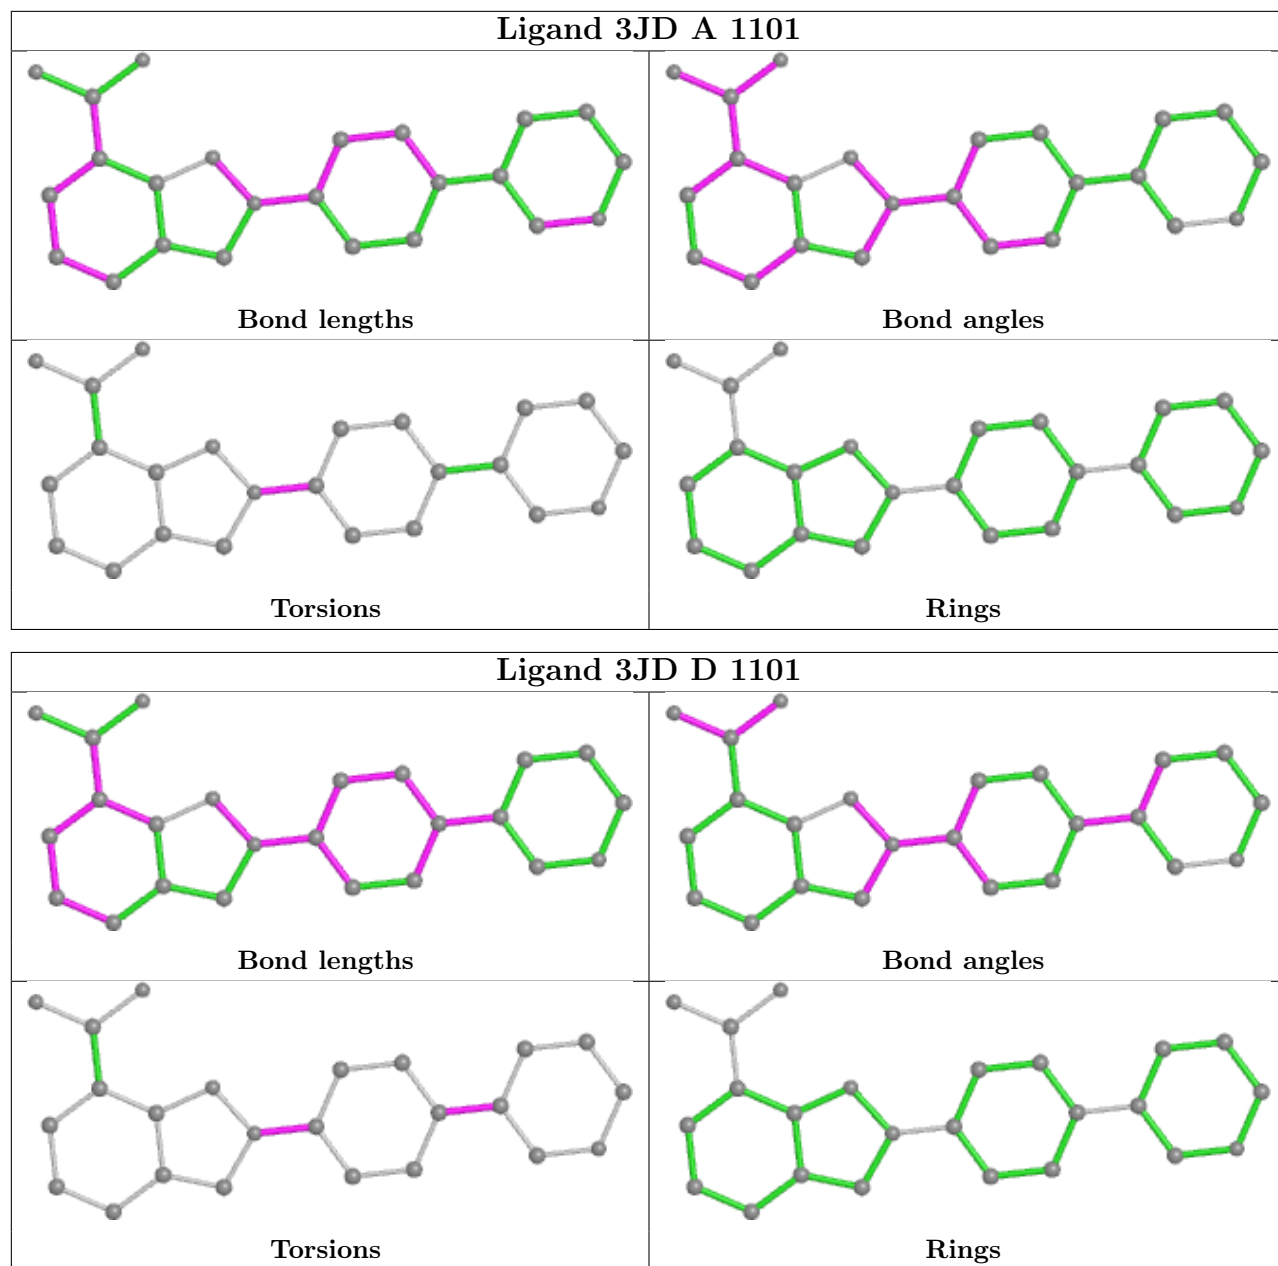 Ligand 3JD A 1101
Bond lengths
Bond angles
Torsions
Rings
Ligand 3JD D 1101
Bond lengths
Bond angles
Torsions
Rings